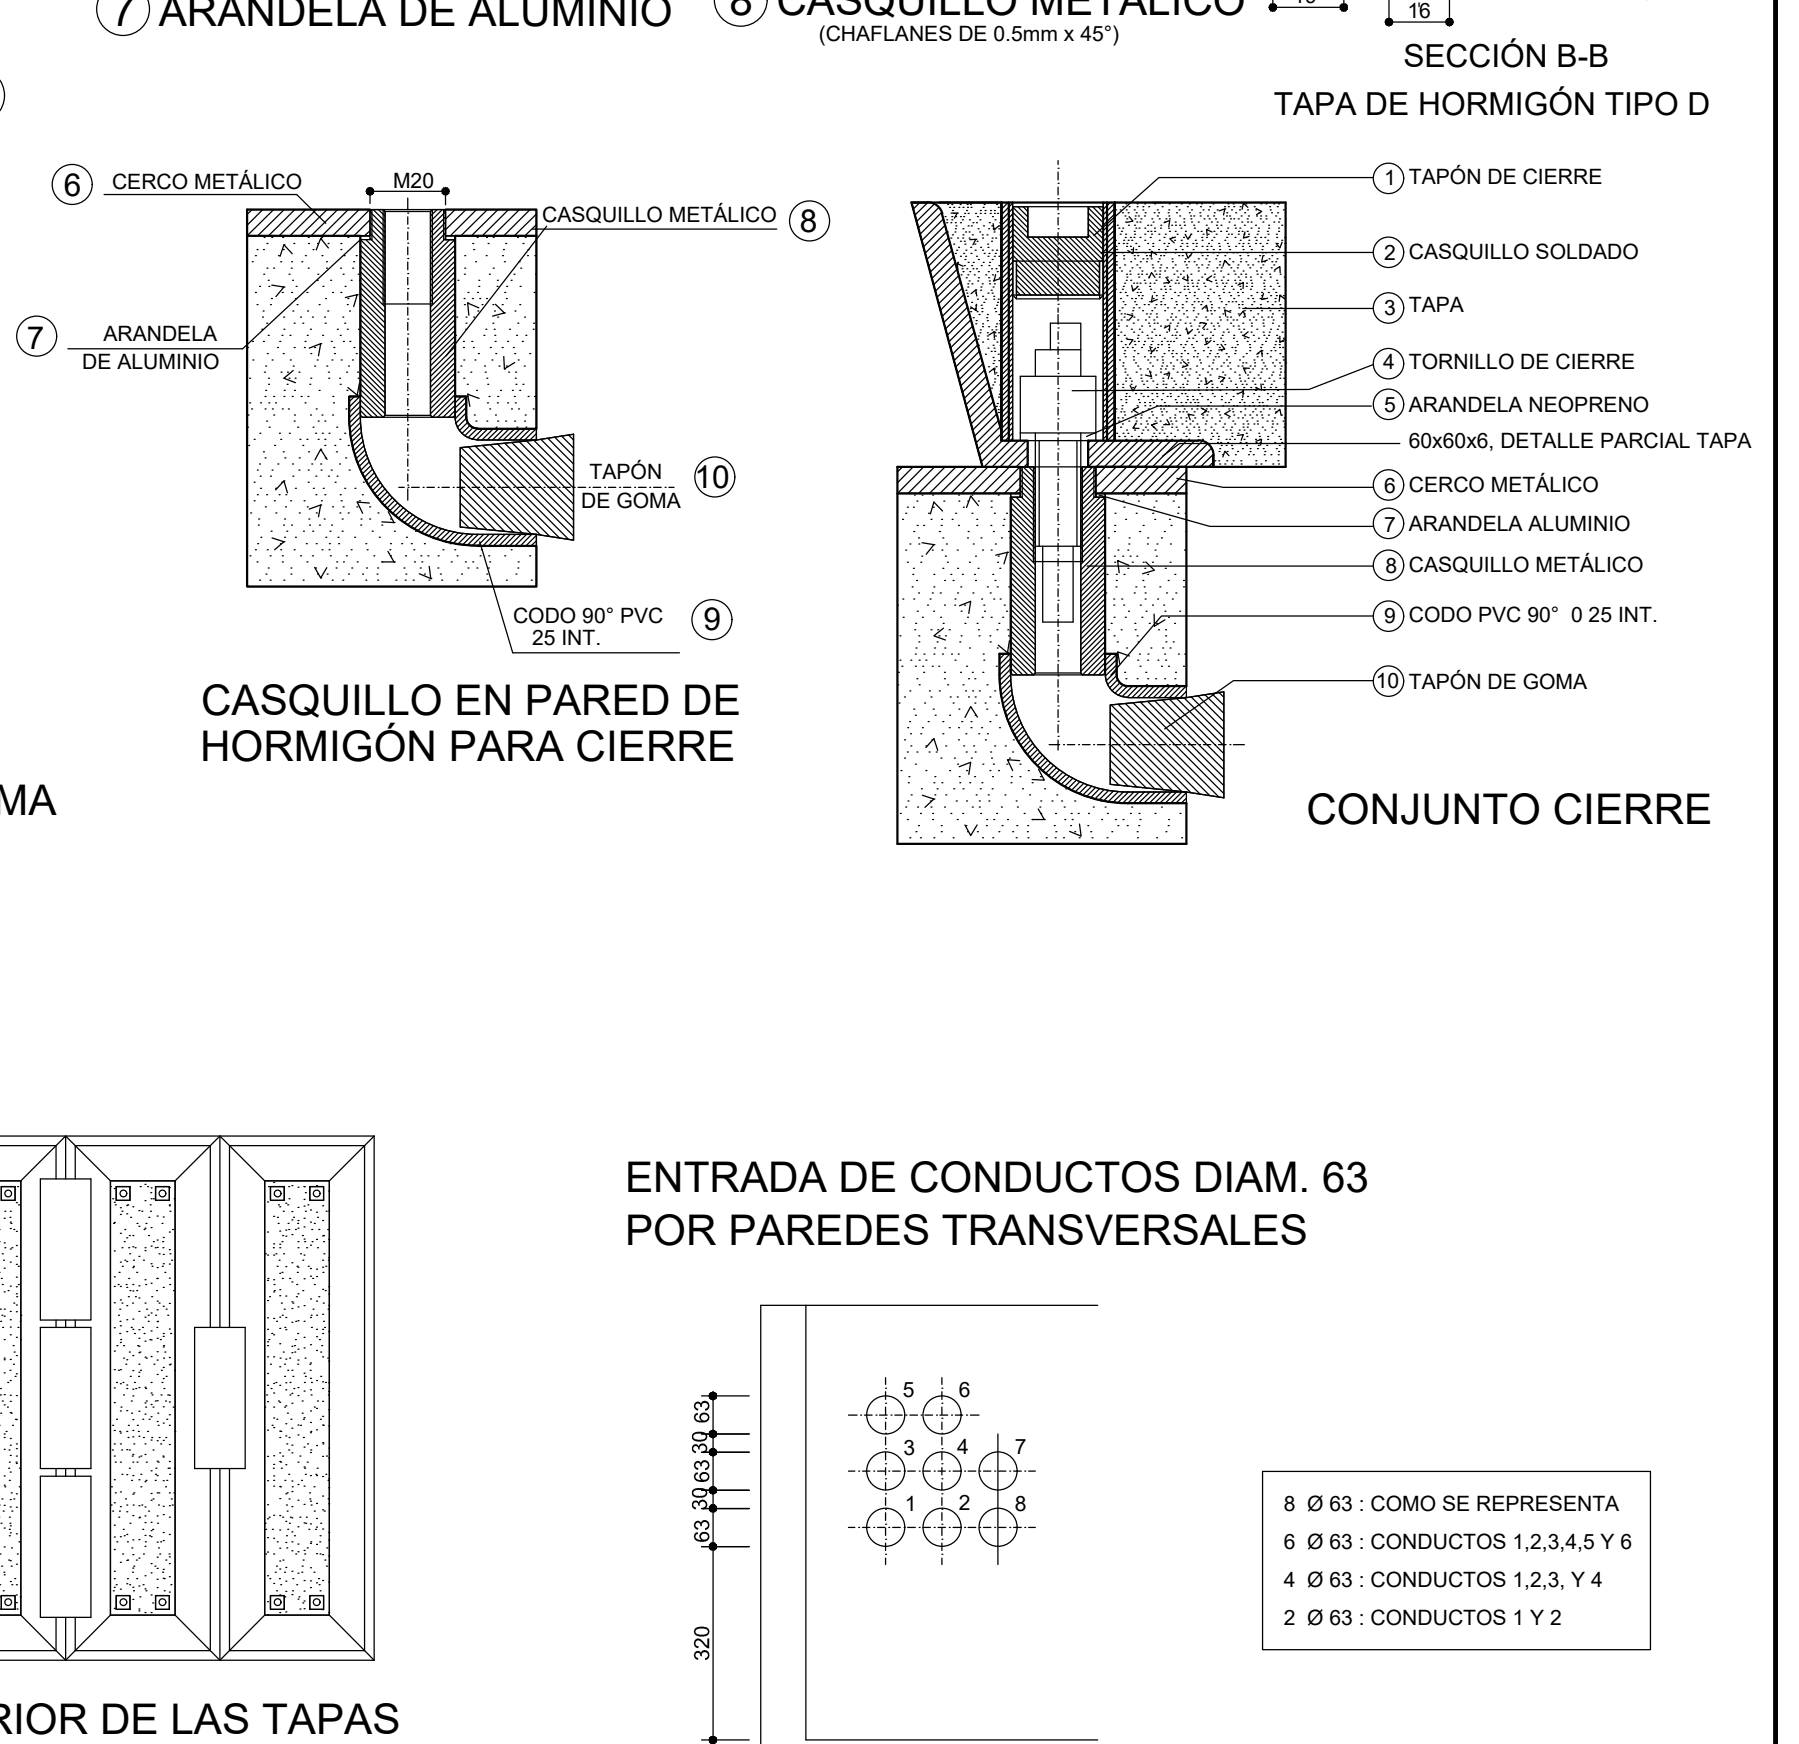 7 ARANDELA DE ALUMINIO
8 CASQUILLO METÁLICO
(CHAFLANES DE 0.5mm x 45°)
16
SECCIÓN B-B
TAPA DE HORMIGÓN TIPO D
6 CERCO METÁLICO
M20
CASQUILLO METÁLICO 8
7 ARANDELA
DE ALUMINIO
TAPÓN
DE GOMA 10
CODO 90° PVC
25 INT. 9
CASQUILLO EN PARED DE
HORMIGÓN PARA CIERRE
MA
1 TAPÓN DE CIERRE
2 CASQUILLO SOLDADO
3 TAPA
4 TORNILLO DE CIERRE
5 ARANDELA NEOPRENO
60x60x6, DETALLE PARCIAL TAPA
6 CERCO METÁLICO
7 ARANDELA ALUMINIO
8 CASQUILLO METÁLICO
9 CODO PVC 90° 0 25 INT.
10 TAPÓN DE GOMA
CONJUNTO CIERRE
RIOR DE LAS TAPAS
ENTRADA DE CONDUCTOS DIAM. 63
POR PAREDES TRANSVERSALES
63
30
63
30
63
320
5 6
3 4 7
1 2 8
8 Ø 63 : COMO SE REPRESENTA
6 Ø 63 : CONDUCTOS 1,2,3,4,5 Y 6
4 Ø 63 : CONDUCTOS 1,2,3, Y 4
2 Ø 63 : CONDUCTOS 1 Y 2